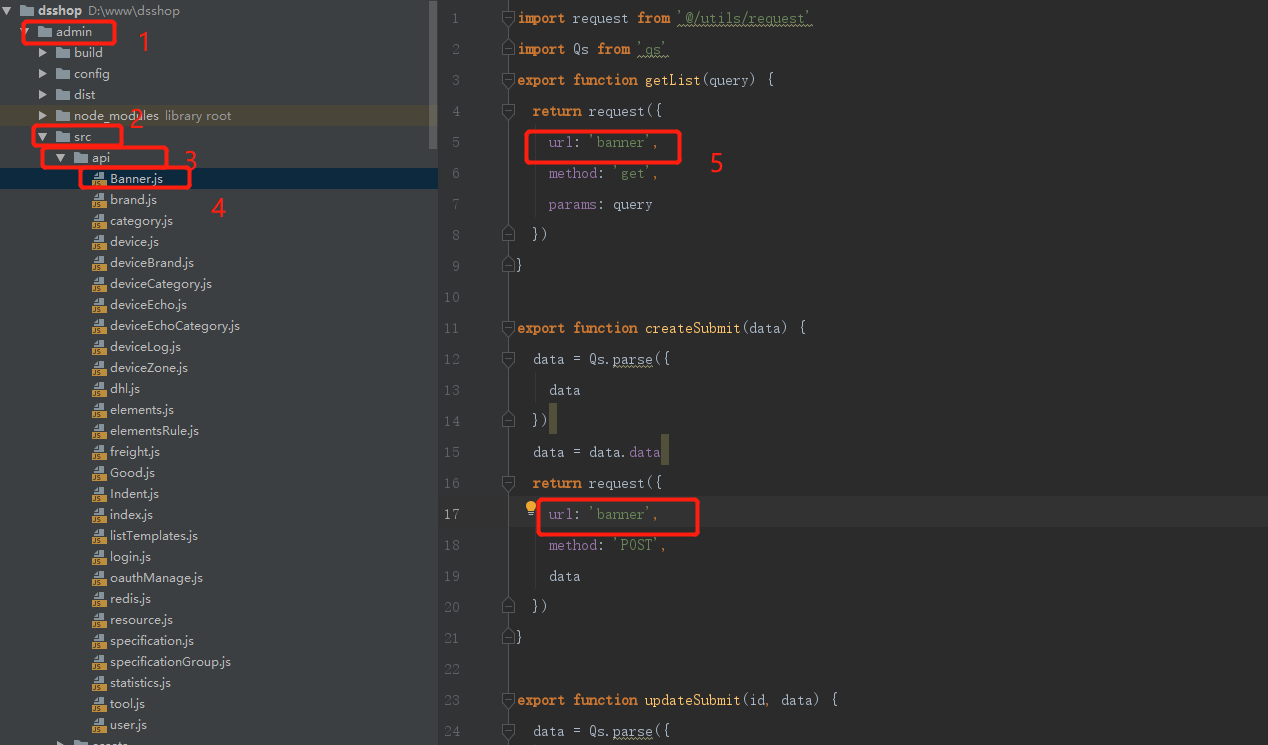 dsshop D:\www\dsshop
admin
1
build
config
dist
node_modules library root
2
src
api
3
Banner.js
4
brand.js
category.js
device.js
deviceBrand.js
deviceCategory.js
deviceEcho.js
deviceEchoCategory.js
deviceLog.js
deviceZone.js
dhl.js
elements.js
elementsRule.js
freight.js
Good.js
Indent.js
index.js
listTemplates.js
login.js
oauthManage.js
redis.js
resource.js
specification.js
specificationGroup.js
statistics.js
tool.js
user.js
assets
1 import request from '@/utils/request'
2 import Qs from 'qs'
3 export function getList(query) {
4 return request({
5 url: 'banner',
5
6 method: 'get',
7 params: query
8 })
9 }
10
11 export function createSubmit(data) {
12 data = Qs.parse({
13 data
14 })
15 data = data.data
16 return request({
17 url: 'banner',
18 method: 'POST',
19 data
20 })
21 }
22
23 export function updateSubmit(id, data) {
24 data = Qs.parse({